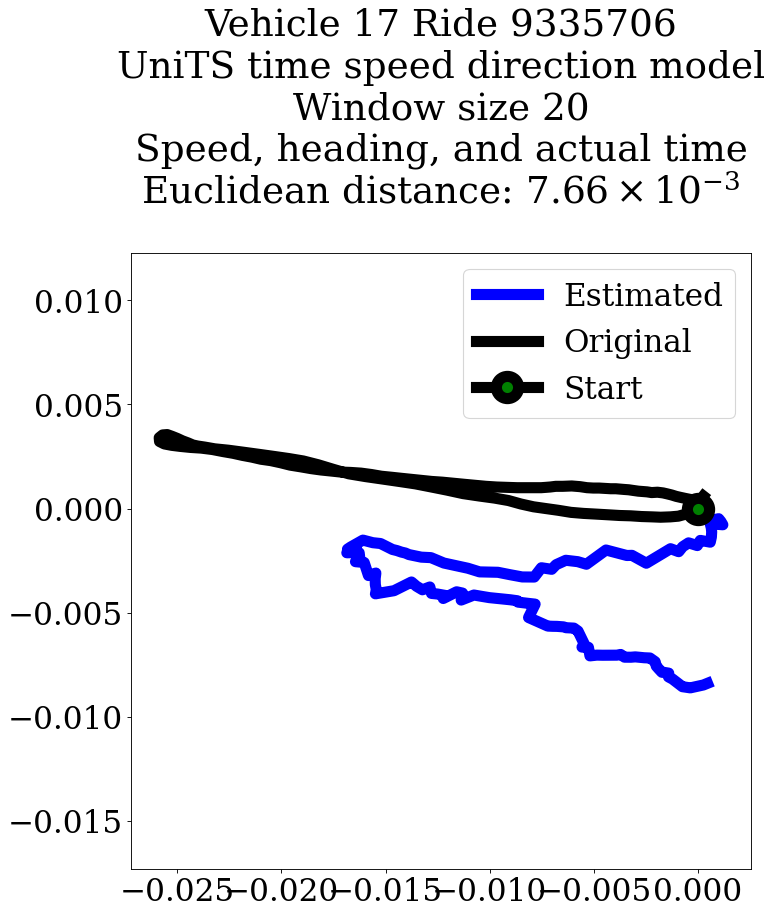 Vehicle 17 Ride 9335706
UniTS time speed direction model
Window size 20
Speed, heading, and actual time
Euclidean distance: 7.66 × 10⁻³
Estimated
Original
Start
0.010
0.005
0.000
−0.005
−0.010
−0.015
−0.025 −0.020 −0.015 −0.010 −0.005 0.000